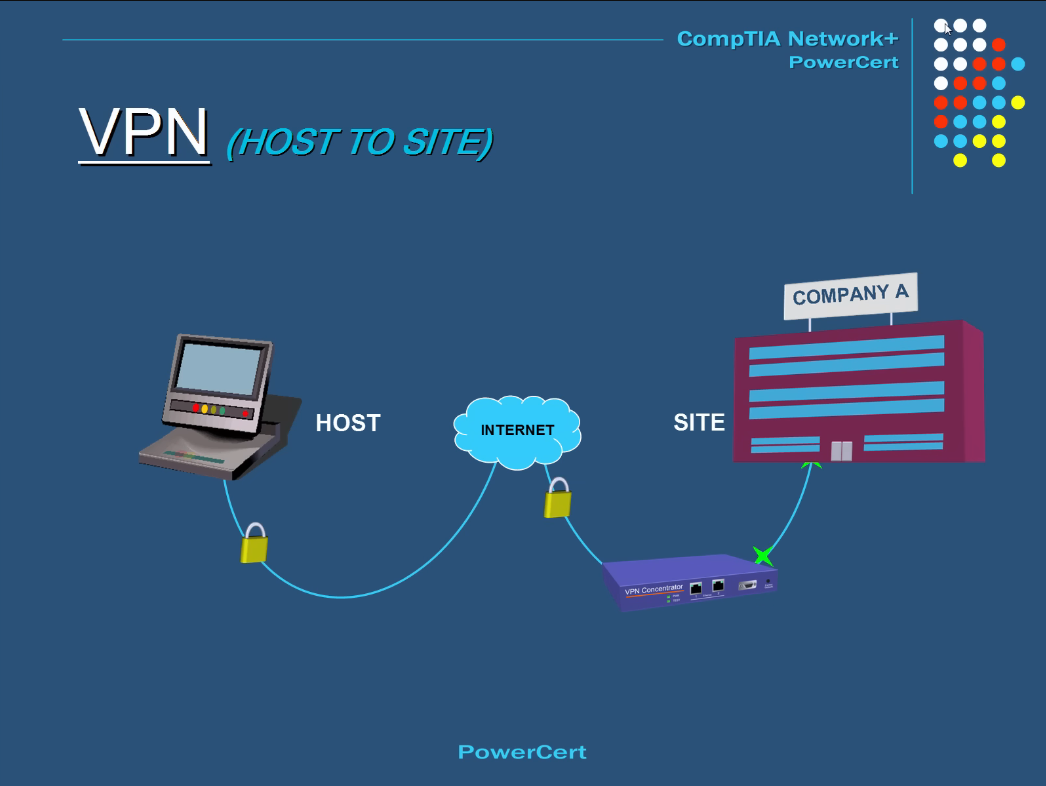 CompTIA Network+
PowerCert
VPN (HOST TO SITE)
COMPANY A
HOST
INTERNET
SITE
VPN Concentrator
PowerCert